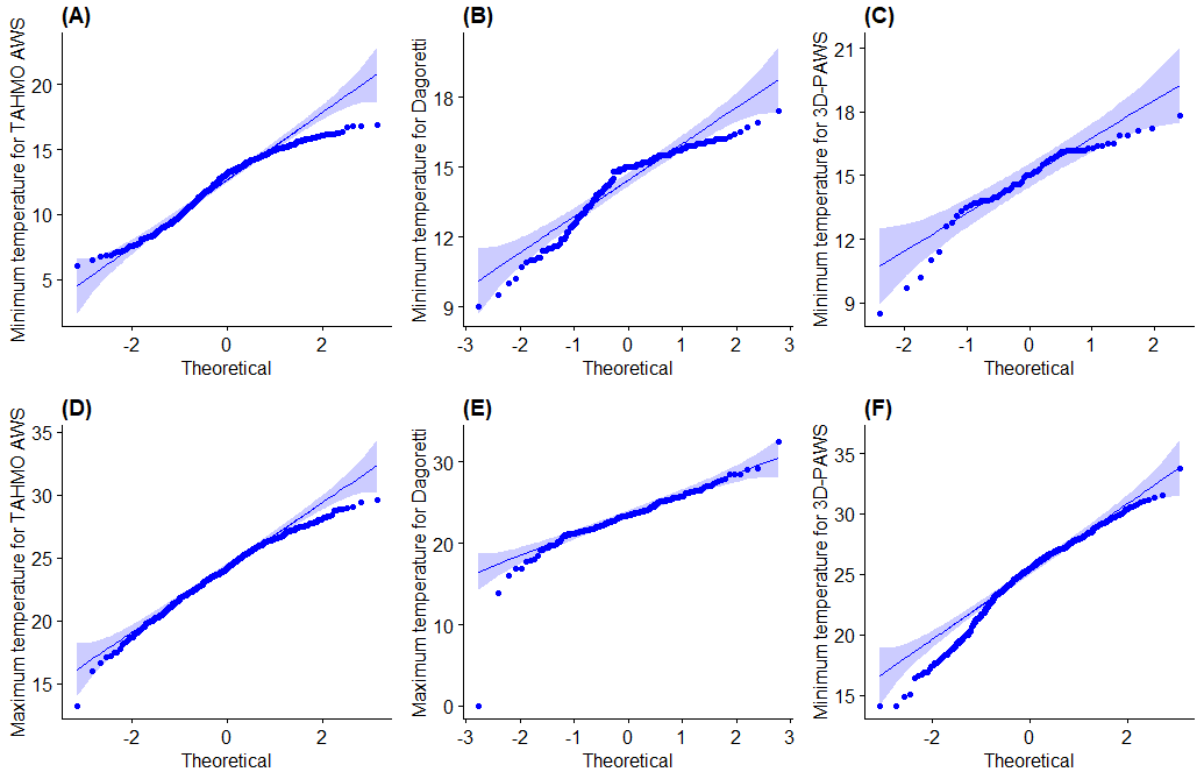 (A)
Minimum temperature for TAHMO AWS
20
15
10
5
-2 0 2
Theoretical
(B)
Minimum temperature for Dagoretti
18
15
12
9
-3 -2 -1 0 1 2 3
Theoretical
(C)
Minimum temperature for 3D-PAWS
21
18
15
12
9
-2 -1 0 1 2
Theoretical
(D)
Maximum temperature for TAHMO AWS
35
30
25
20
15
-2 0 2
Theoretical
(E)
Maximum temperature for Dagoretti
30
20
10
0
-3 -2 -1 0 1 2 3
Theoretical
(F)
Minimum temperature for 3D-PAWS
35
30
25
20
15
-2 0 2
Theoretical